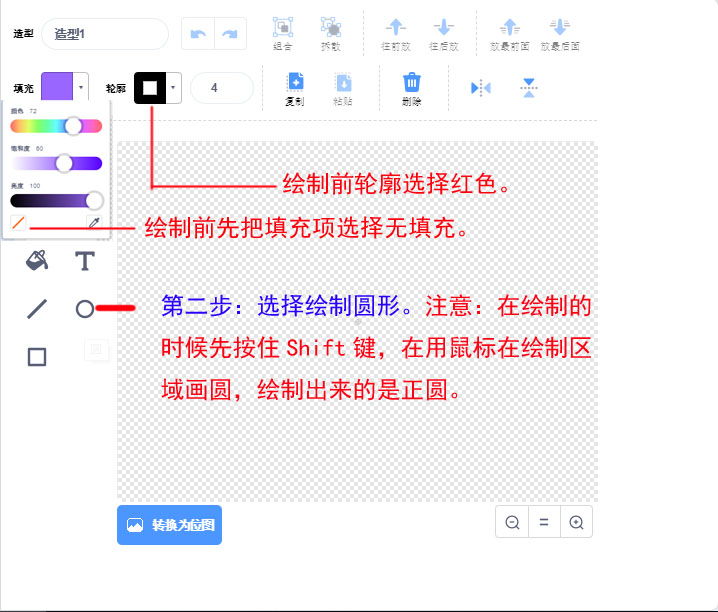 造型 造型1 组合 拆散 往前放 往后放 放最前面 放最后面
填充 轮廓 4 复制 粘贴 删除
颜色 72
饱和度 60
亮度 100
绘制前轮廓选择红色。
绘制前先把填充项选择无填充。
T
第二步：选择绘制圆形。注意：在绘制的
时候先按住 Shift 键，在用鼠标在绘制区
域画圆，绘制出来的是正圆。
转换为位图